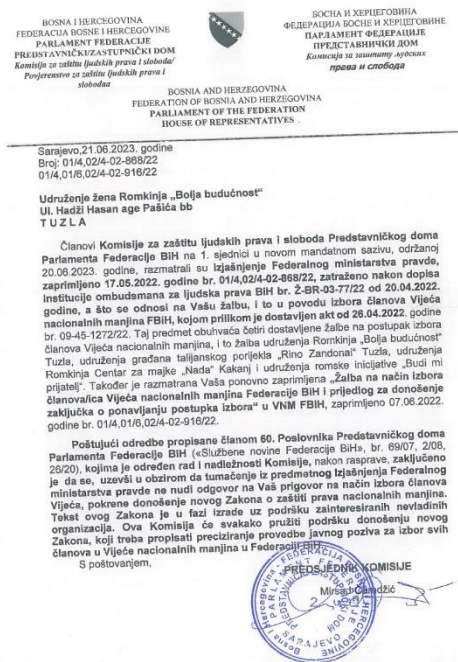 BOSNA I HERCEGOVINA
FEDERACIJA BOSNE I HERCEGOVINE
PARLAMENT FEDERACIJE
PREDSTAVNIČKI/ZASTUPNIČKI DOM
Komisija za zaštitu ljudskih prava i sloboda/
Povjerenstvo za zaštitu ljudskih prava i
slobodaa
БОСНА И ХЕРЦЕГОВИНА
ФЕДЕРАЦИЈА БОСНЕ И ХЕРЦЕГОВИНЕ
ПАРЛАМЕНТ ФЕДЕРАЦИЈЕ
ПРЕДСТАВНИЧКИ ДОМ
Комисија за заштиту људских
права и слобода
BOSNIA AND HERZEGOVINA
FEDERATION OF BOSNIA AND HERZEGOVINA
PARLIAMENT OF THE FEDERATION
HOUSE OF REPRESENTATIVES
Sarajevo,21.06.2023. godine
Broj: 01/4,02/4-02-868/22
01/4,01/6,02/4-02-916/22
Udruženje žena Romkinja „Bolja budućnost"
Ul. Hadži Hasan age Pašića bb
T U Z L A
Članovi Komisije za zaštitu ljudskih prava i sloboda Predstavničkog doma
Parlamenta Federacije BiH na 1. sjednici u novom mandatnom sazivu, održanoj
20.06.2023. godine, razmatrali su Izjašnjenje Federalnog ministarstva pravde,
zaprimljeno 17.05.2022. godine br. 01/4,02/4-02-868/22, zatraženo nakon dopisa
Institucije ombudsmana za ljudska prava BiH br. Ž-BR-03-77/22 od 20.04.2022.
godine, a što se odnosi na Vašu žalbu, i to u povodu izbora članova Vijeća
nacionalnih manjina FBiH, kojom prilikom je dostavljen akt od 26.04.2022. godine
br. 09-45-1272/22. Taj predmet obuhvaća četiri dostavljene žalbe na postupak izbora
članova Vijeća nacionalnih manjina, i to žalba udruženja Romkinja „Bolja budućnost"
Tuzla, udruženja građana talijanskog porijekla „Rino Zandonai" Tuzla, udruženja
Romkinja Centar za majke „Nada" Kakanj i udruženja romske inicijative „Budi mi
prijatelj". Također je razmatrana Vaša ponovno zaprimljena „Žalba na način izbora
članova/ica Vijeća nacionalnih manjina Federacije BiH i prijedlog za donošenje
zaključka o ponavljanju postupka izbora" u VNM FBIH, zaprimljeno 07.06.2022.
godine br. 01/4,01/6,02/4-02-916/22.
Poštujući odredbe propisane članom 60. Poslovnika Predstavničkog doma
Parlamenta Federacije BiH («Službene novine Federacije BiH», br. 69/07, 2/08,
26/20), kojima je određen rad i nadležnosti Komisije, nakon rasprave, zaključeno
je da se, uzevši u obzirom da tumačenje iz predmetnog Izjašnjenja Federalnog
ministarstva pravde ne nudi odgovor na Vaš prigovor na način izbora članova
Vijeća, pokrene donošenje novog Zakona o zaštiti prava nacionalnih manjina.
Tekst ovog Zakona je u fazi izrade uz podršku zainteresiranih nevladinih
organizacija. Ova Komisija će svakako pružiti podršku donošenju novog
Zakona, koji treba propisati preciziranje provedbe javnog poziva za izbor svih
članova u Vijeće nacionalnih manjina u Federaciji BiH.
S poštovanjem,
PREDSJEDNIK KOMISIJE
Mirsad Čamdžić